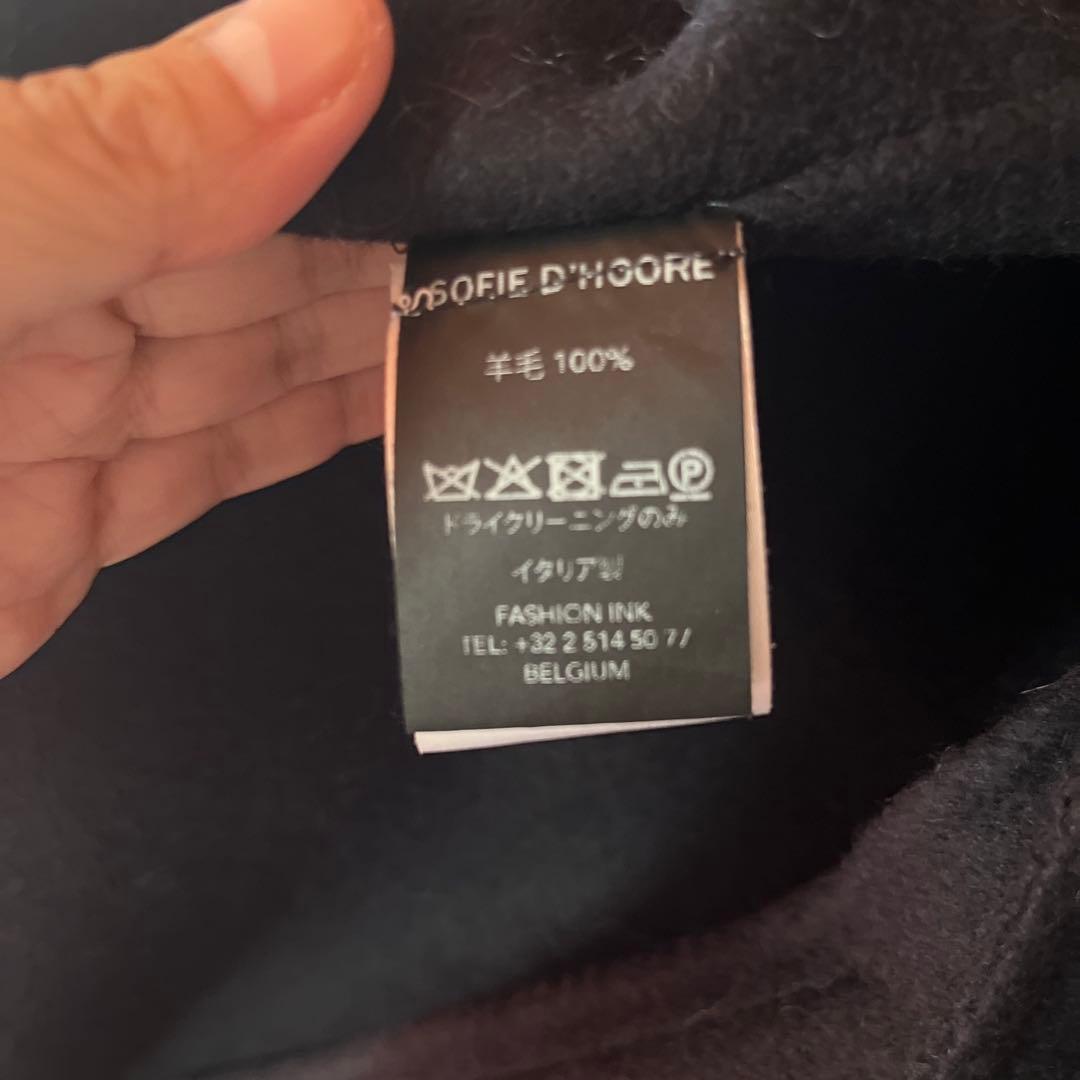 "SOFIE D'HOORE"
羊毛 100%
P
ドライクリーニングのみ
イタリア製
FASHION INK
TEL: +32 2 514 50 77
BELGIUM